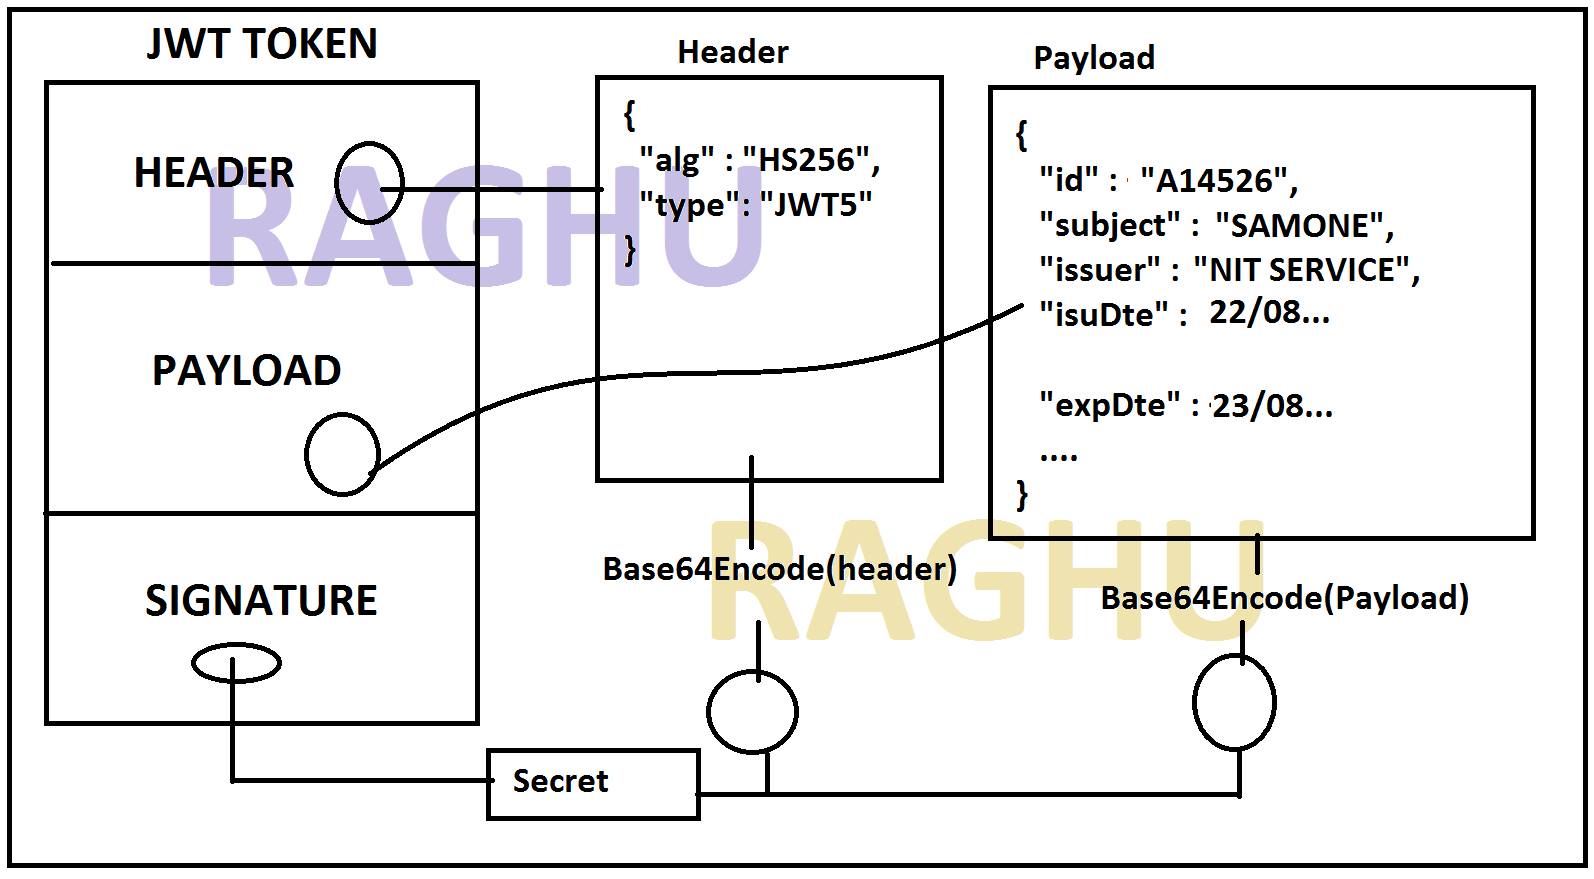 JWT TOKEN
HEADER
PAYLOAD
SIGNATURE
Header
{
"alg" : "HS256",
"type": "JWT5"
}
Payload
{
"id" : "A14526",
"subject" : "SAMONE",
"issuer" : "NIT SERVICE",
"isuDte" : 22/08...
"expDte" : 23/08...
....
}
Base64Encode(header)
Base64Encode(Payload)
Secret
RAGHU
RAGHU